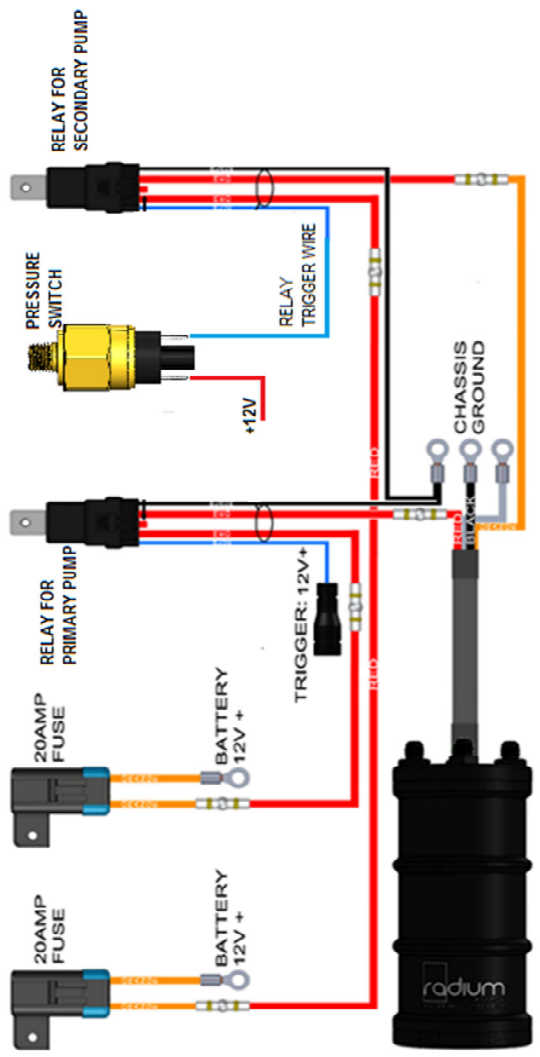 RELAY FOR
SECONDARY PUMP
PRESSURE
SWITCH
RELAY
TRIGGER WIRE
+12V
CHASSIS
GROUND
RED
RELAY FOR
PRIMARY PUMP
TRIGGER: 12V+
RED
BLACK
RED
20AMP
FUSE
BATTERY
12V +
20AMP
FUSE
BATTERY
12V +
radium